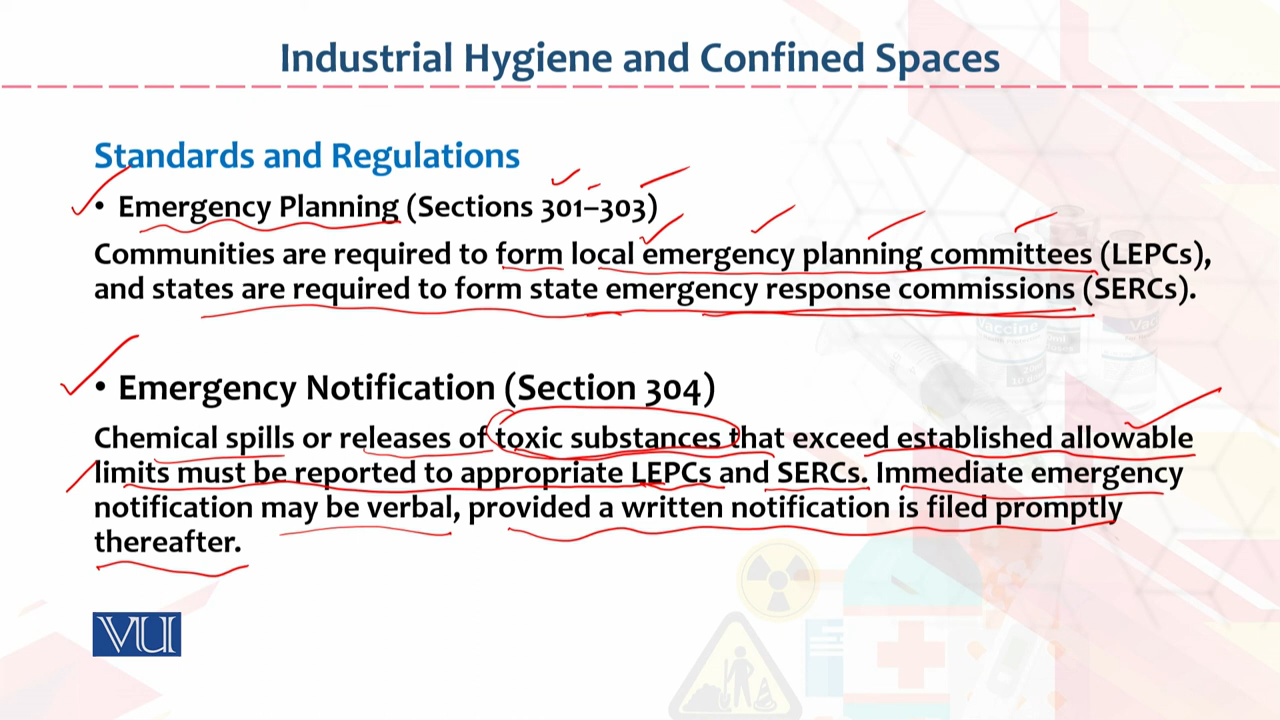 Industrial Hygiene and Confined Spaces
Standards and Regulations
• Emergency Planning (Sections 301–303)
Communities are required to form local emergency planning committees (LEPCs),
and states are required to form state emergency response commissions (SERCs).
• Emergency Notification (Section 304)
Chemical spills or releases of toxic substances that exceed established allowable
limits must be reported to appropriate LEPCs and SERCs. Immediate emergency
notification may be verbal, provided a written notification is filed promptly
thereafter.
VU
Vaccine